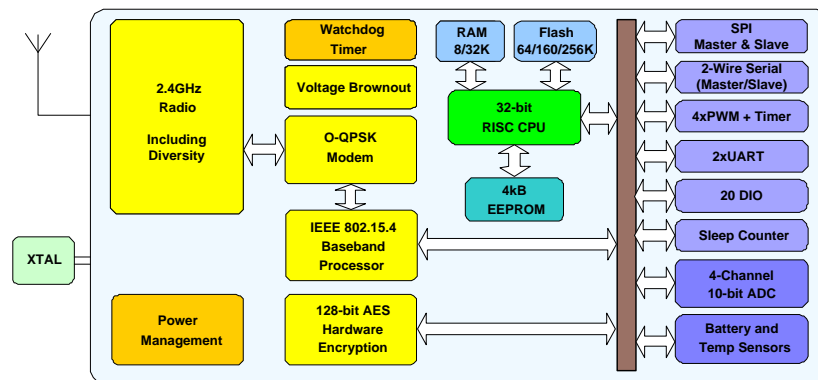 2.4GHz
Radio
Including
Diversity
XTAL
Power
Management
Watchdog
Timer
Voltage Brownout
O-QPSK
Modem
IEEE 802.15.4
Baseband
Processor
128-bit AES
Hardware
Encryption
RAM
8/32K
Flash
64/160/256K
32-bit
RISC CPU
4kB
EEPROM
SPI
Master & Slave
2-Wire Serial
(Master/Slave)
4xPWM + Timer
2xUART
20 DIO
Sleep Counter
4-Channel
10-bit ADC
Battery and
Temp Sensors